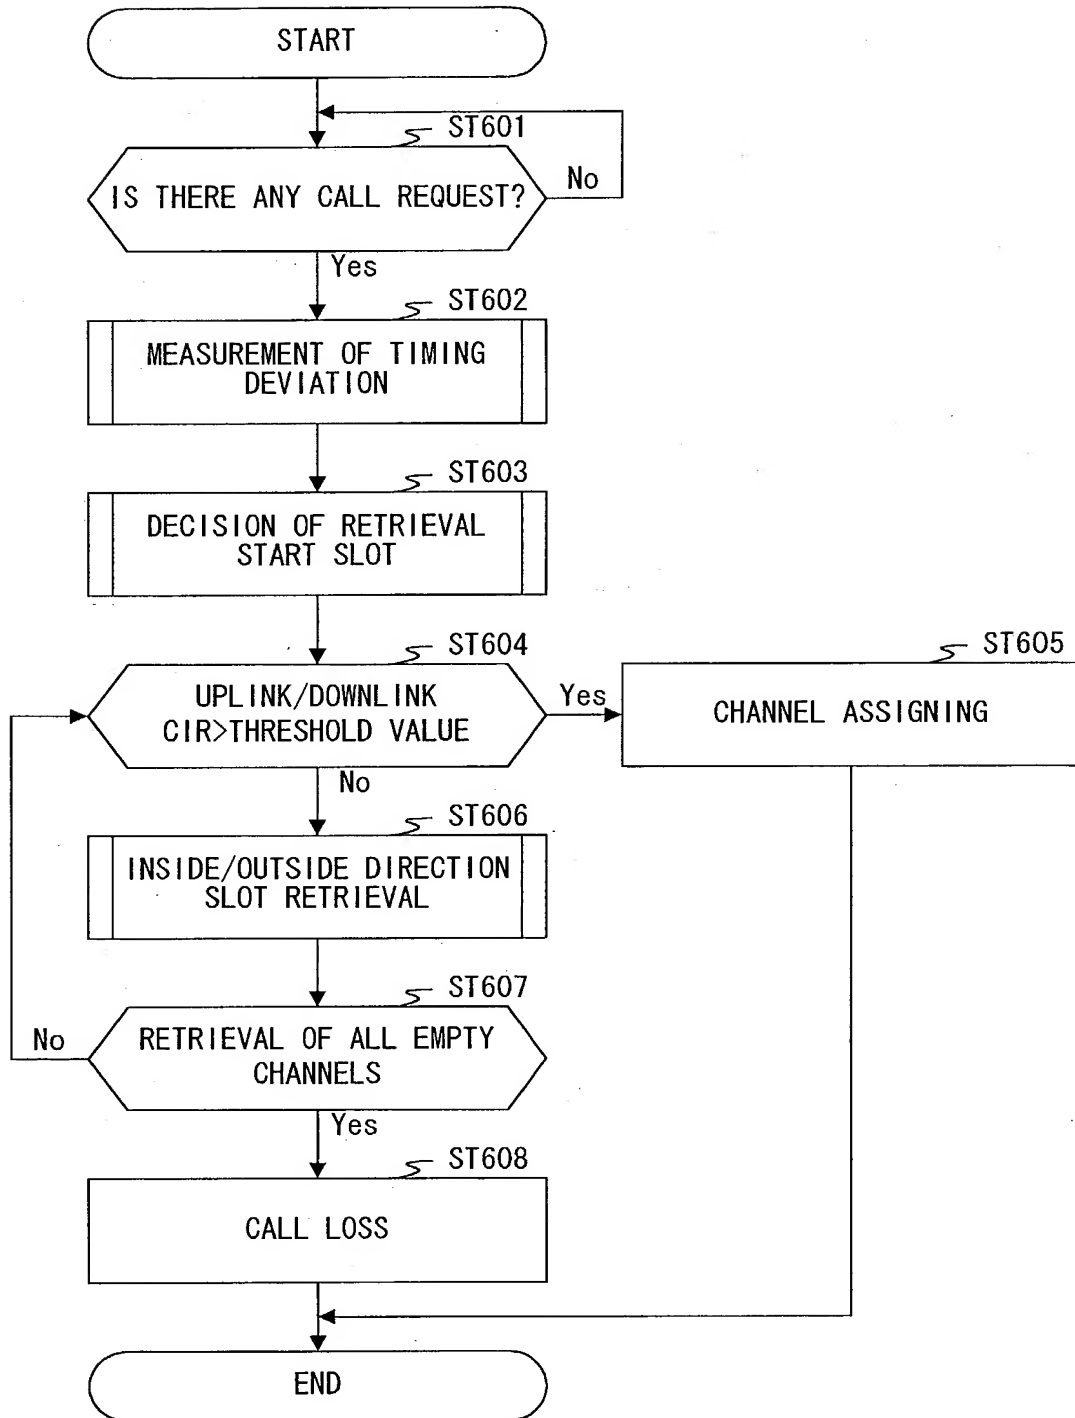 START
ST601
IS THERE ANY CALL REQUEST?
No
Yes
ST602
MEASUREMENT OF TIMING
DEVIATION
ST603
DECISION OF RETRIEVAL
START SLOT
ST604
UPLINK/DOWNLINK
CIR>THRESHOLD VALUE
Yes
ST605
CHANNEL ASSIGNING
No
ST606
INSIDE/OUTSIDE DIRECTION
SLOT RETRIEVAL
ST607
No
RETRIEVAL OF ALL EMPTY
CHANNELS
Yes
ST608
CALL LOSS
END